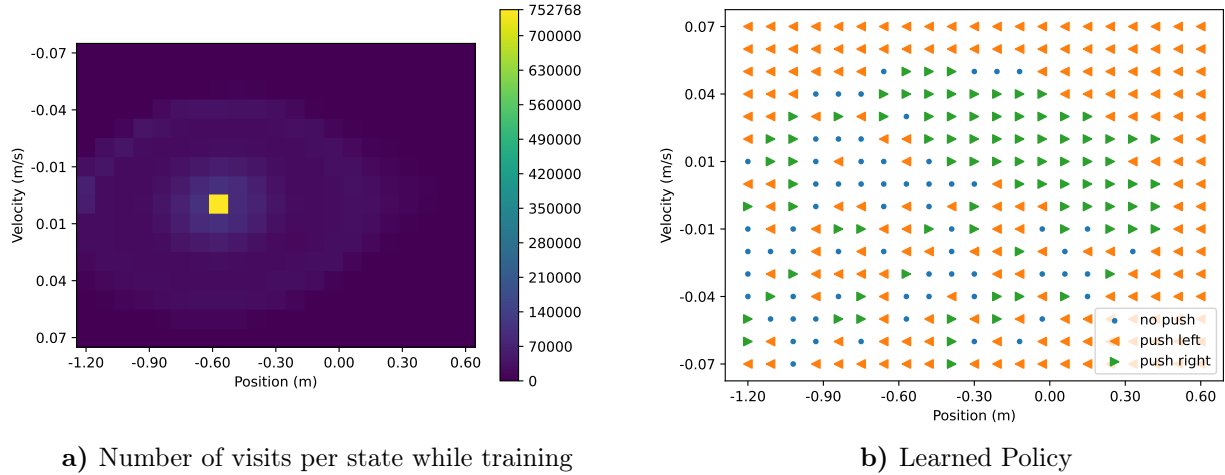 752768
700000
630000
560000
490000
420000
350000
280000
210000
140000
70000
0
-0.07
-0.04
-0.01
0.01
0.04
0.07
Velocity (m/s)
-1.20 -0.90 -0.60 -0.30 0.00 0.30 0.60
Position (m)
a) Number of visits per state while training
0.07
0.04
0.01
-0.01
-0.04
-0.07
Velocity (m/s)
no push
push left
push right
-1.20 -0.90 -0.60 -0.30 0.00 0.30 0.60
Position (m)
b) Learned Policy